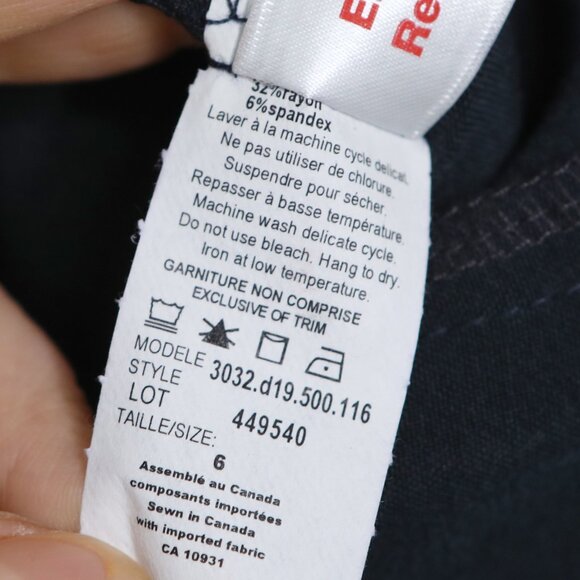 El
Re
32%rayon
6%spandex
Laver à la machine cycle délicat.
Ne pas utiliser de chlorure.
Suspendre pour sécher.
Repasser à basse température.
Machine wash delicate cycle.
Do not use bleach. Hang to dry.
Iron at low temperature.
GARNITURE NON COMPRISE
EXCLUSIVE OF TRIM
MODELE
STYLE 3032.d19.500.116
LOT 449540
TAILLE/SIZE:
6
Assemblé au Canada
composants importées
Sewn in Canada
with imported fabric
CA 10931